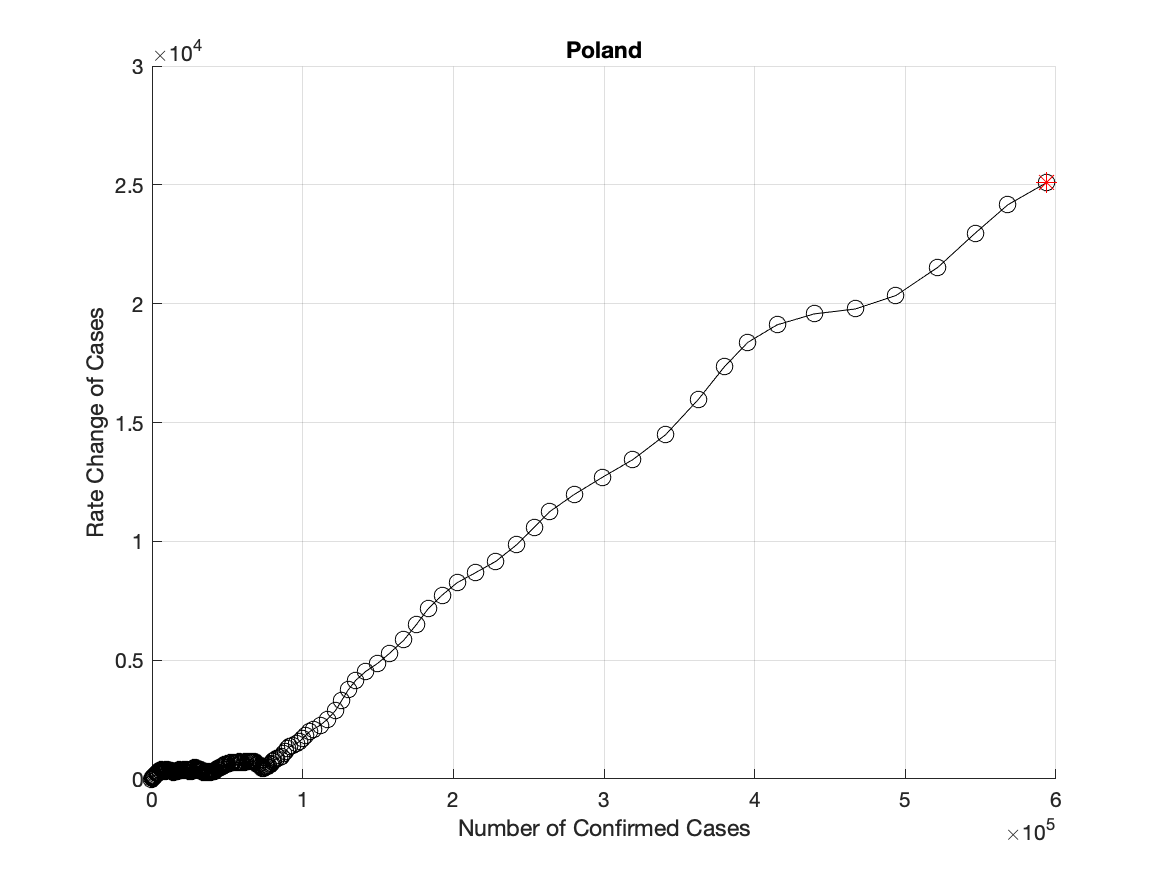 Poland
×10⁴
3
2.5
2
1.5
1
0.5
0
Rate Change of Cases
0 1 2 3 4 5 6
Number of Confirmed Cases
×10⁵